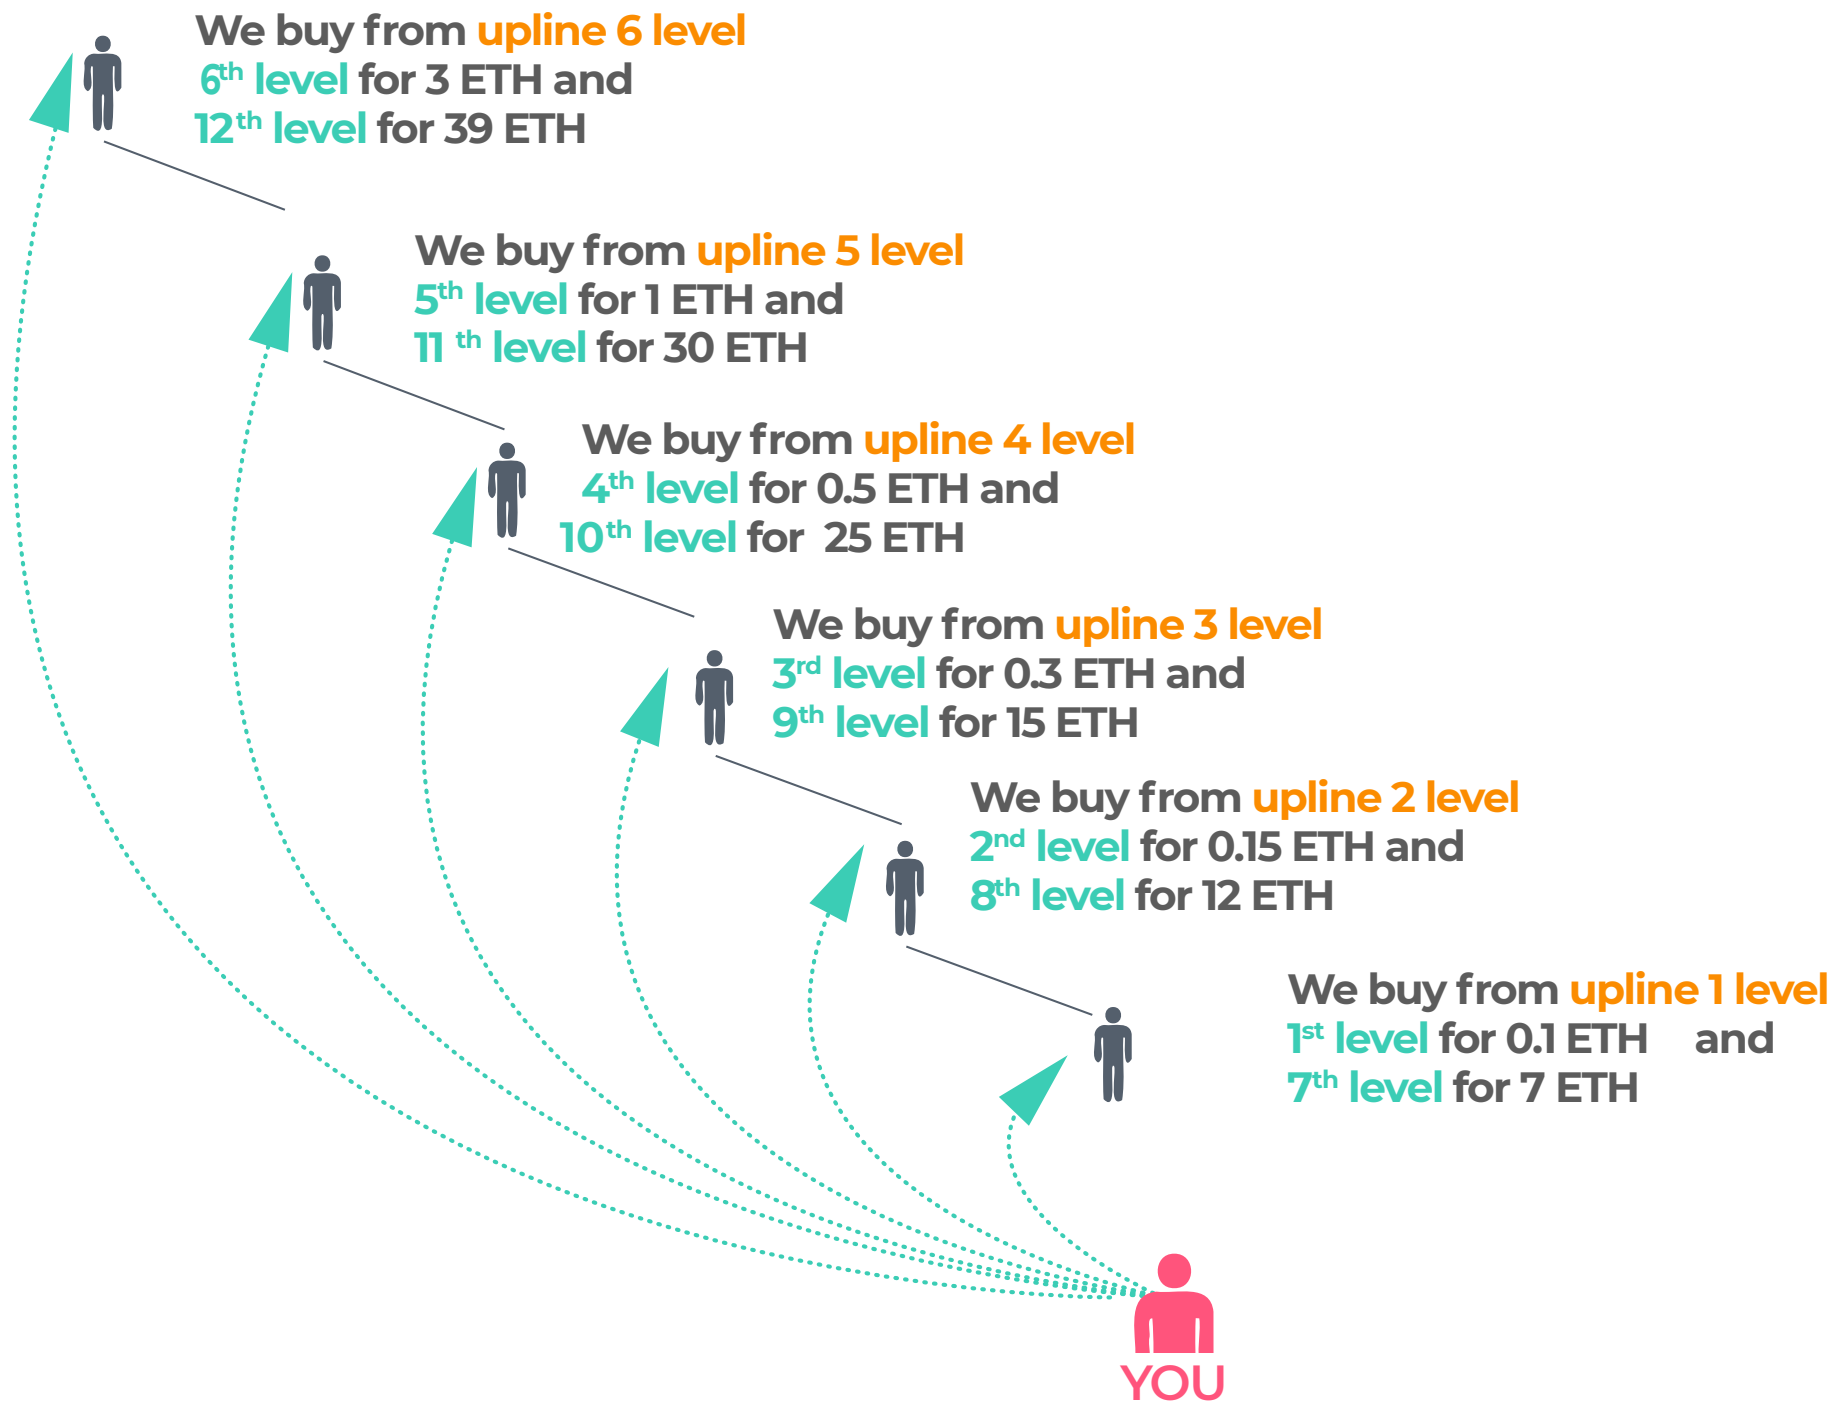 We buy from upline 6 level
6th level for 3 ETH and
12th level for 39 ETH
We buy from upline 5 level
5th level for 1 ETH and
11 th level for 30 ETH
We buy from upline 4 level
4th level for 0.5 ETH and
10th level for 25 ETH
We buy from upline 3 level
3rd level for 0.3 ETH and
9th level for 15 ETH
We buy from upline 2 level
2nd level for 0.15 ETH and
8th level for 12 ETH
We buy from upline 1 level
1st level for 0.1 ETH and
7th level for 7 ETH
YOU